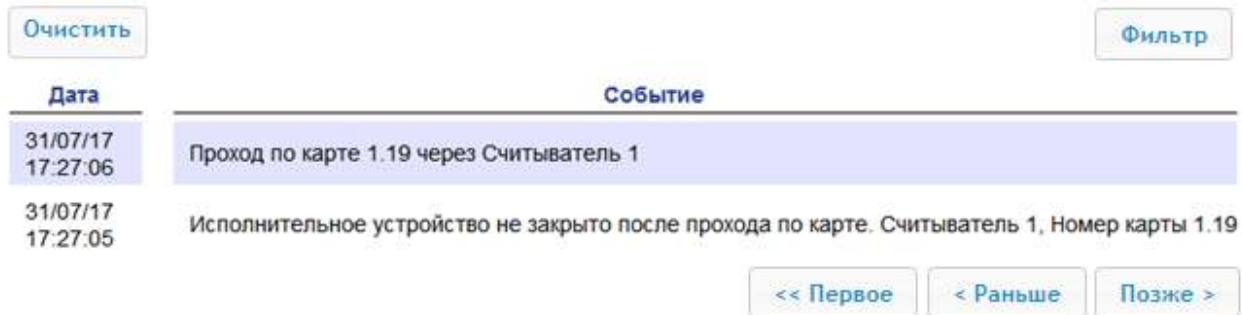 Очистить
Фильтр
Дата Событие
31/07/17
17:27:06
Проход по карте 1.19 через Считыватель 1
31/07/17
17:27:05
Исполнительное устройство не закрыто после прохода по карте. Считыватель 1, Номер карты 1.19
<< Первое < Раньше Позже >